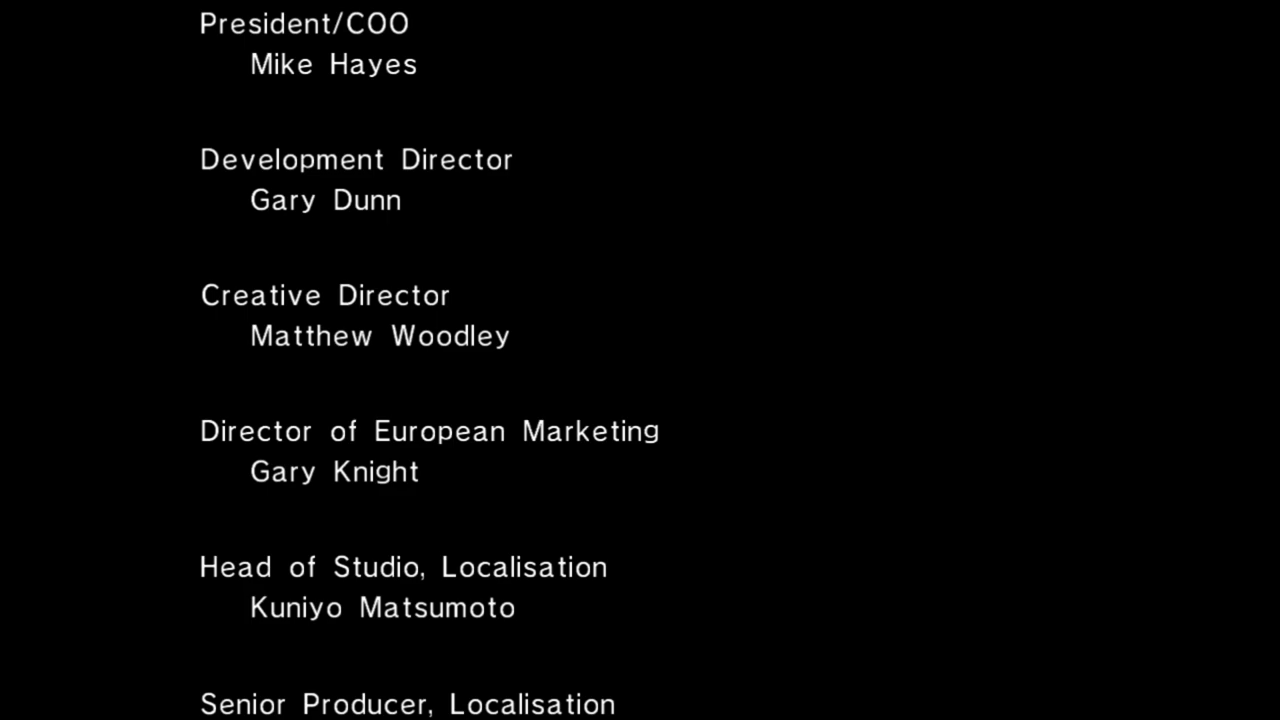 President/COO
Mike Hayes
Development Director
Gary Dunn
Creative Director
Matthew Woodley
Director of European Marketing
Gary Knight
Head of Studio, Localisation
Kuniyo Matsumoto
Senior Producer, Localisation